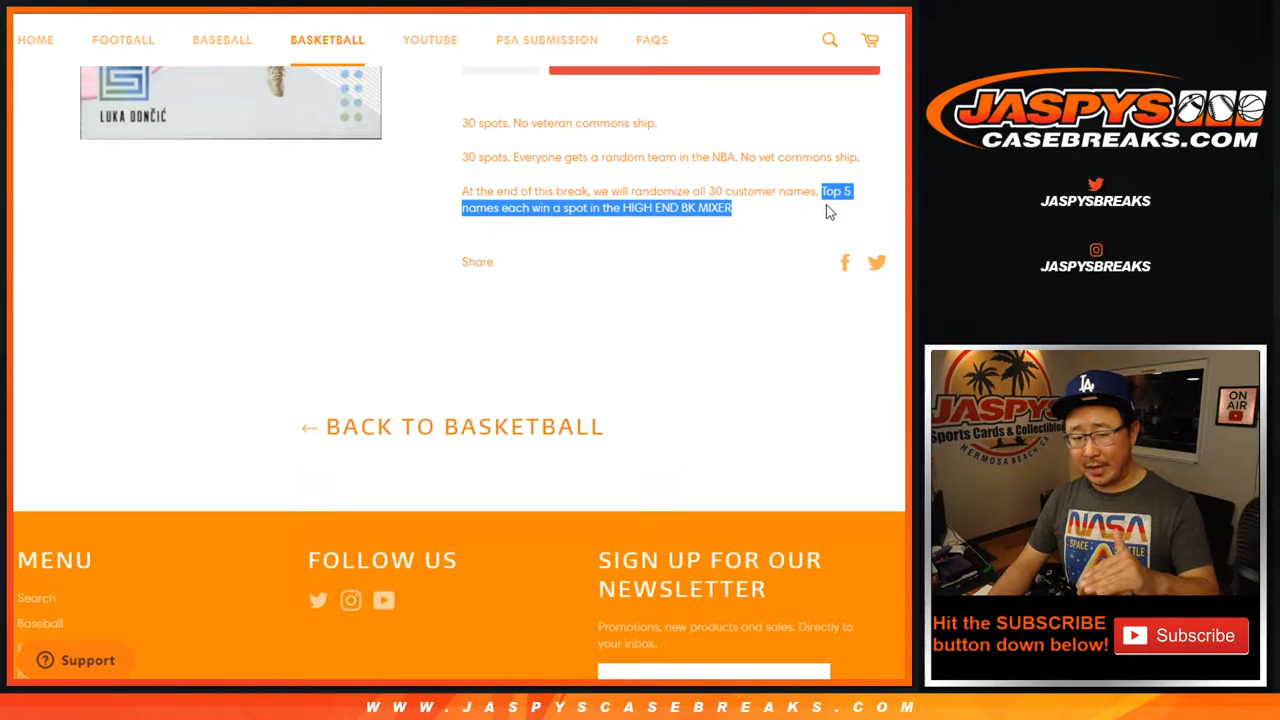 HOME FOOTBALL BASEBALL BASKETBALL YOUTUBE PSA SUBMISSION FAQS
LUKA DONČIĆ
30 spots. No veteran commons ship.
30 spots. Everyone gets a random team in the NBA. No vet commons ship.
At the end of this break, we will randomize all 30 customer names. Top 5
names each win a spot in the HIGH END BK MIXER
Share
← BACK TO BASKETBALL
MENU
Search
Baseball
Support
FOLLOW US
SIGN UP FOR OUR
NEWSLETTER
Promotions, new products and sales. Directly to
your inbox.
JASPYS
CASEBREAKS.COM
JASPYSBREAKS
JASPYSBREAKS
JASPYS
Sports Cards & Collectibles
HERMOSA BEACH, CA
LA
ON
AIR
NASA
SPACE SHUTTLE
Hit the SUBSCRIBE
button down below!
Subscribe
WWW.JASPYSCASEBREAKS.COM